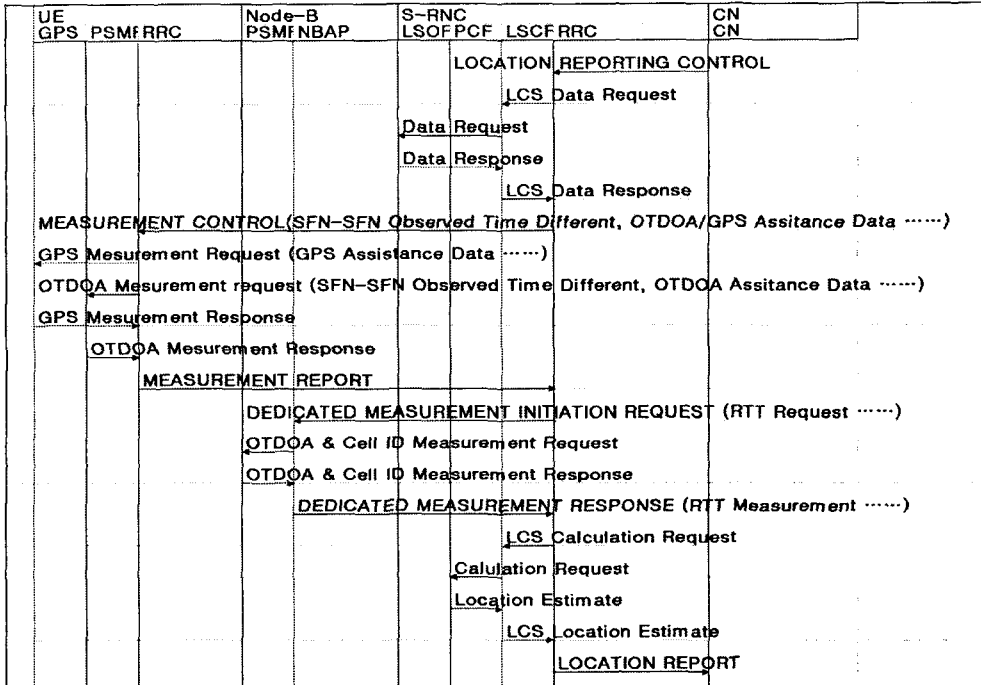 UE Node-B S-RNC CN
GPS PSMF RRC PSMF NBAP LSOF PCF LSCF RRC CN
LOCATION REPORTING CONTROL
LCS Data Request
Data Request
Data Response
LCS Data Response
MEASUREMENT CONTROL(SFN-SFN Observed Time Different, OTDOA/GPS Assitance Data ······)
GPS Mesurement Request (GPS Assistance Data ······)
OTDOA Mesurement request (SFN-SFN Observed Time Different, OTDOA Assitance Data ······)
GPS Mesurement Response
OTDOA Mesurement Response
MEASUREMENT REPORT
DEDICATED MEASUREMENT INITIATION REQUEST (RTT Request ······)
OTDOA & Cell ID Measurement Request
OTDOA & Cell ID Measurement Response
DEDICATED MEASUREMENT RESPONSE (RTT Measurement ······)
LCS Calculation Request
Calulation Request
Location Estimate
LCS Location Estimate
LOCATION REPORT